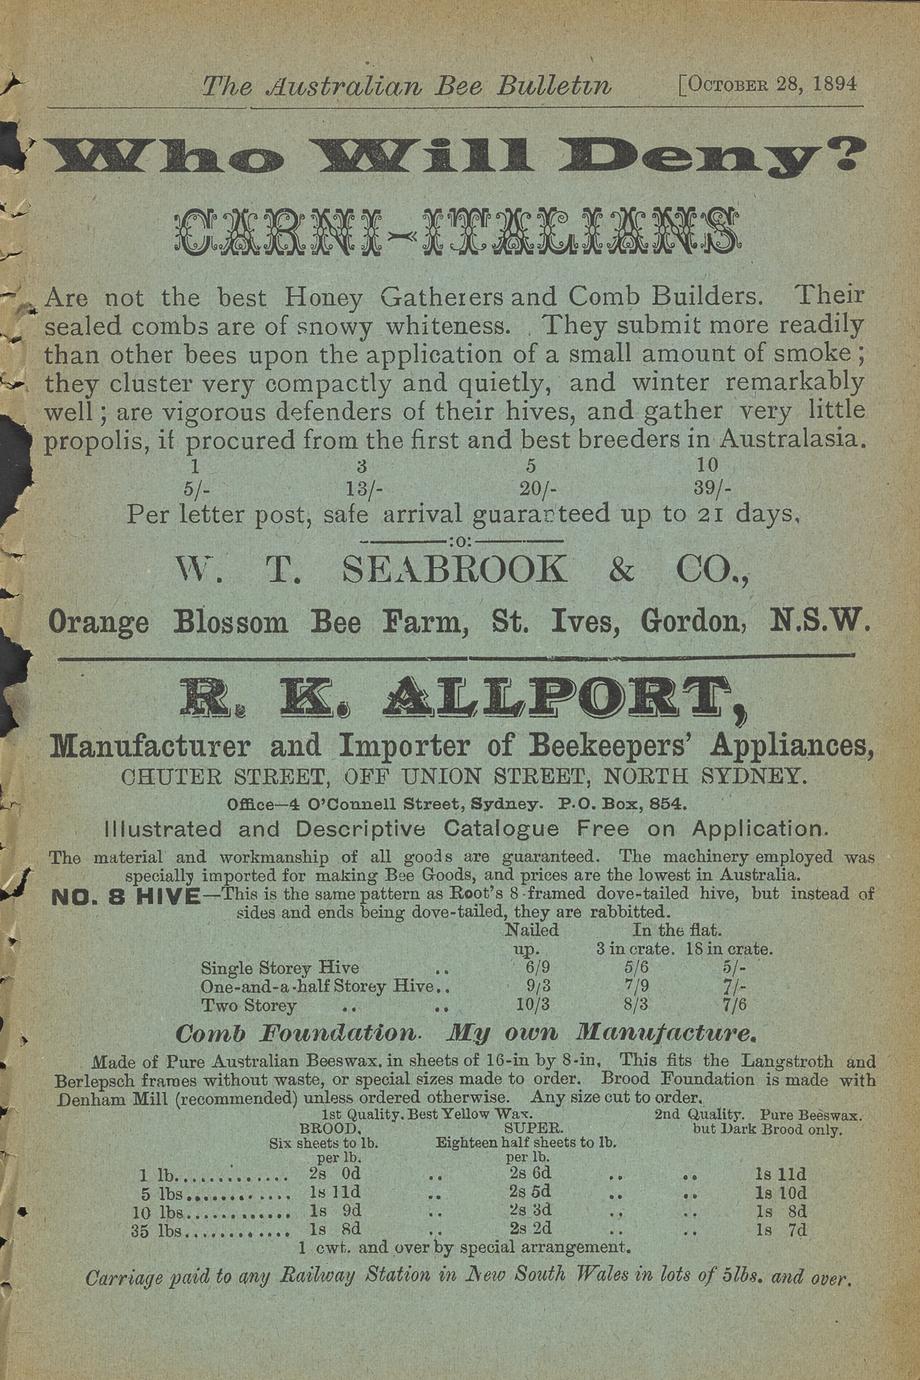 The Australian Bee Bulletin [October 28, 1894
Who Will Deny?
CARNI-ITALIANS
Are not the best Honey Gatherers and Comb Builders. Their
sealed combs are of snowy whiteness. They submit more readily
than other bees upon the application of a small amount of smoke;
they cluster very compactly and quietly, and winter remarkably
well; are vigorous defenders of their hives, and gather very little
propolis, if procured from the first and best breeders in Australasia.
1 3 5 10
5/- 13/- 20/- 39/-
Per letter post, safe arrival guaranteed up to 21 days.
:o:
W. T. SEABROOK & CO.,
Orange Blossom Bee Farm, St. Ives, Gordon, N.S.W.
R. K. ALLPORT,
Manufacturer and Importer of Beekeepers' Appliances,
CHUTER STREET, OFF UNION STREET, NORTH SYDNEY.
Office—4 O'Connell Street, Sydney. P.O. Box, 854.
Illustrated and Descriptive Catalogue Free on Application.
The material and workmanship of all goods are guaranteed. The machinery employed was
specially imported for making Bee Goods, and prices are the lowest in Australia.
NO. 8 HIVE—This is the same pattern as Root's 8-framed dove-tailed hive, but instead of
sides and ends being dove-tailed, they are rabbitted.
Nailed In the flat.
up. 3 in crate. 18 in crate.
Single Storey Hive .. 6/9 5/6 5/-
One-and-a-half Storey Hive.. 9/3 7/9 7/-
Two Storey .. .. 10/3 8/3 7/6
Comb Foundation. My own Manufacture.
Made of Pure Australian Beeswax, in sheets of 16-in by 8-in, This fits the Langstroth and
Berlepsch frames without waste, or special sizes made to order. Brood Foundation is made with
Denham Mill (recommended) unless ordered otherwise. Any size cut to order.
1st Quality. Best Yellow Wax. 2nd Quality. Pure Beeswax.
BROOD. SUPER. but Dark Brood only.
Six sheets to lb. Eighteen half sheets to lb.
per lb. per lb.
1 lb.............. 2s 0d .. 2s 6d .. .. 1s 11d
5 lbs............. 1s 11d .. 2s 5d .. .. 1s 10d
10 lbs............. 1s 9d .. 2s 3d .. .. 1s 8d
35 lbs............. 1s 8d .. 2s 2d .. .. 1s 7d
1 cwt. and over by special arrangement.
Carriage paid to any Railway Station in New South Wales in lots of 5lbs. and over.